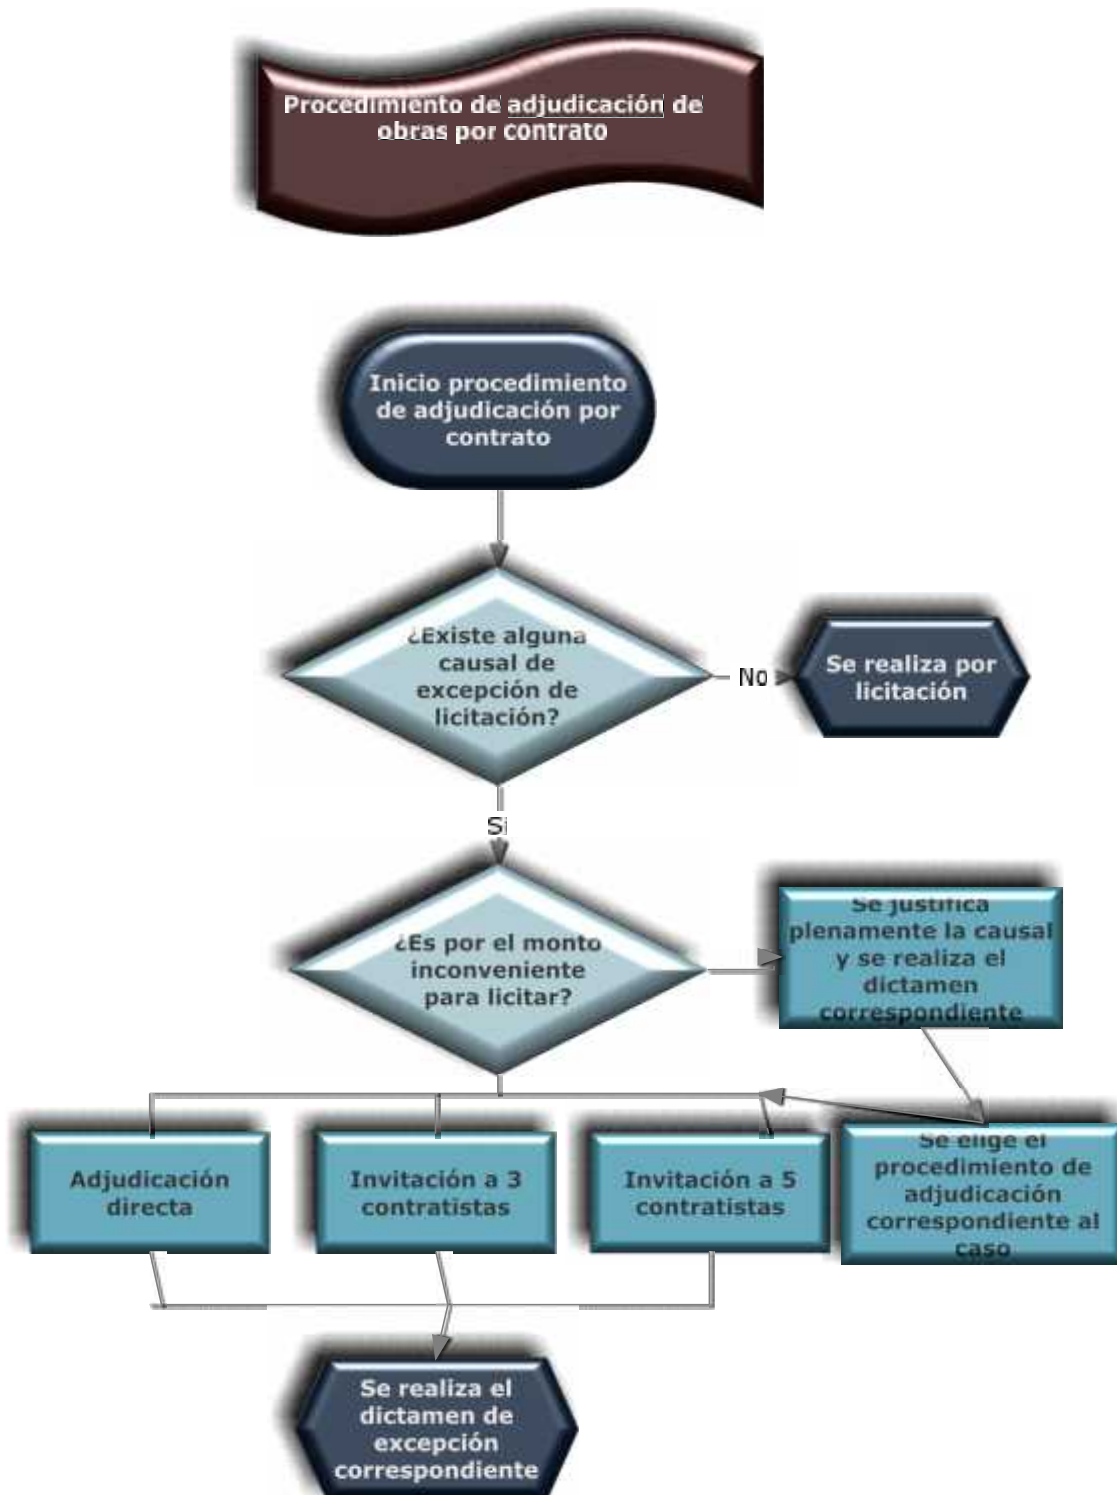 Procedimiento de adjudicación de
obras por contrato
Inicio procedimiento
de adjudicación por
contrato
¿Existe alguna
causal de
excepción de
licitación?
No
Se realiza por
licitación
Si
¿Es por el monto
inconveniente
para licitar?
Se justifica
plenamente la causal
y se realiza el
dictamen
correspondiente
Adjudicación
directa
Invitación a 3
contratistas
Invitación a 5
contratistas
Se elige el
procedimiento de
adjudicación
correspondiente al
caso
Se realiza el
dictamen de
excepción
correspondiente